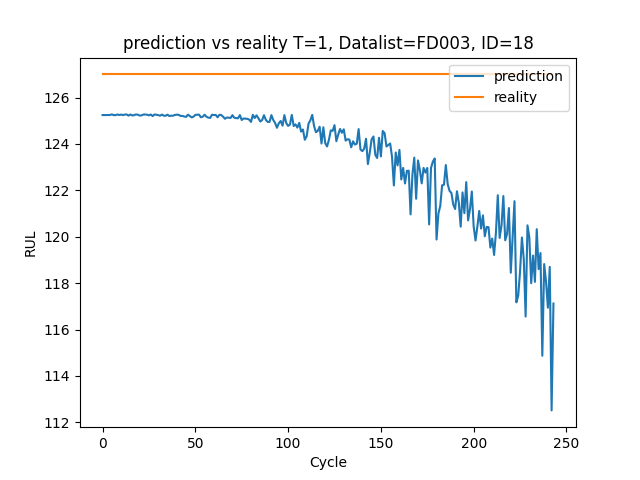 prediction vs reality T=1, Datalist=FD003, ID=18
prediction
reality
RUL
126
124
122
120
118
116
114
112
0
50
100
150
200
250
Cycle